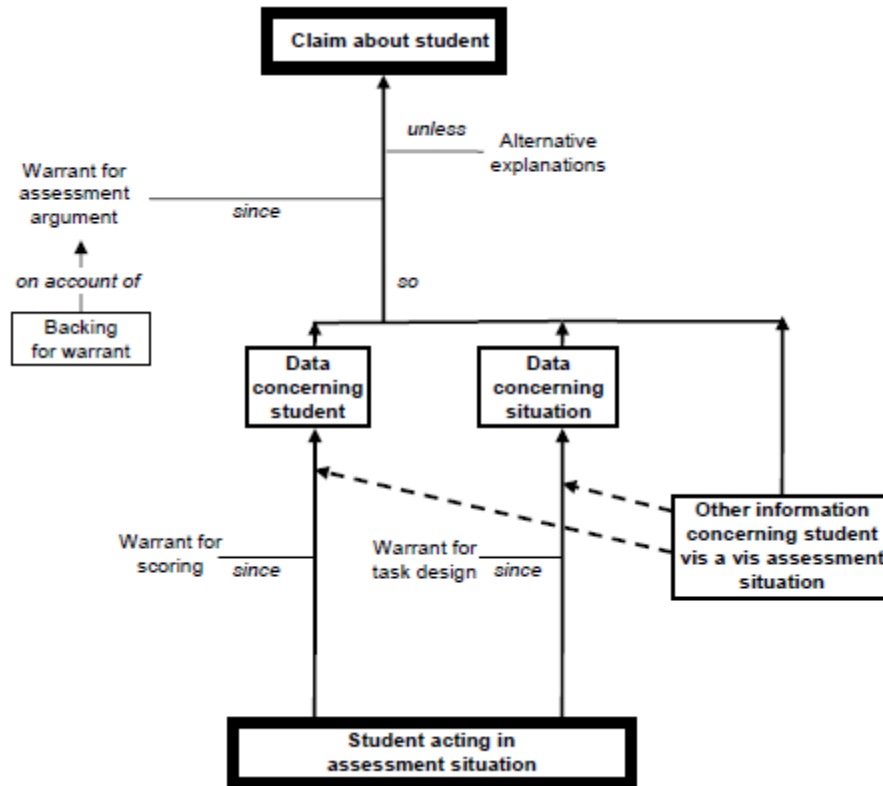 Claim about student
unless
Alternative
explanations
Warrant for
assessment
argument
since
on account of
so
Backing
for warrant
Data
concerning
student
Data
concerning
situation
Other information
concerning student
vis a vis assessment
situation
Warrant for
scoring
since
Warrant for
task design
since
Student acting in
assessment situation